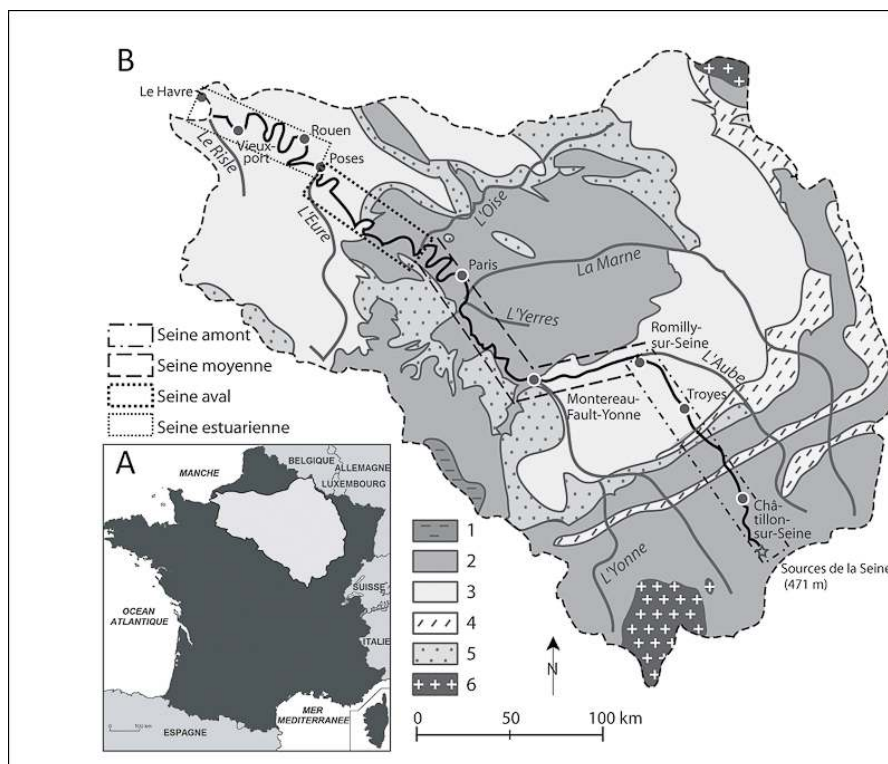 B
Le Havre
Rouen
Vieux-
port
Poses
Le Risle
L'Eure
L'Oise
Paris
La Marne
L'Yerres
Romilly-
sur-Seine
L'Aube
Montereau-
Fault-Yonne
Troyes
Châ-
tillon-
sur-Seine
L'Yonne
Sources de la Seine
(471 m)
Seine amont
Seine moyenne
Seine aval
Seine estuarienne
A
MANCHE
BELGIQUE
ALLEMAGNE
LUXEMBOURG
SUISSE
OCEAN
ATLANTIQUE
ITALIE
MER
MEDITERRANEE
ESPAGNE
0 100 km
1
2
3
4
5
6
N
0 50 100 km